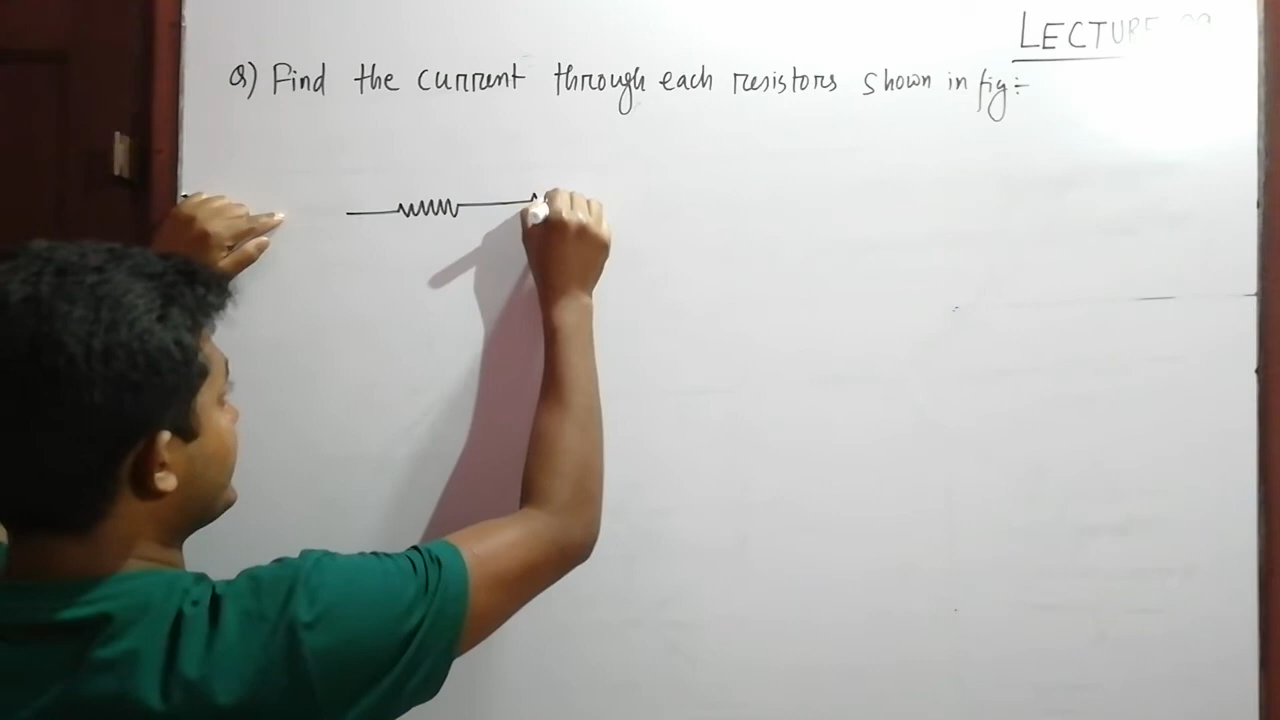 LECTURE
Q) Find the current through each resistors shown in fig:-